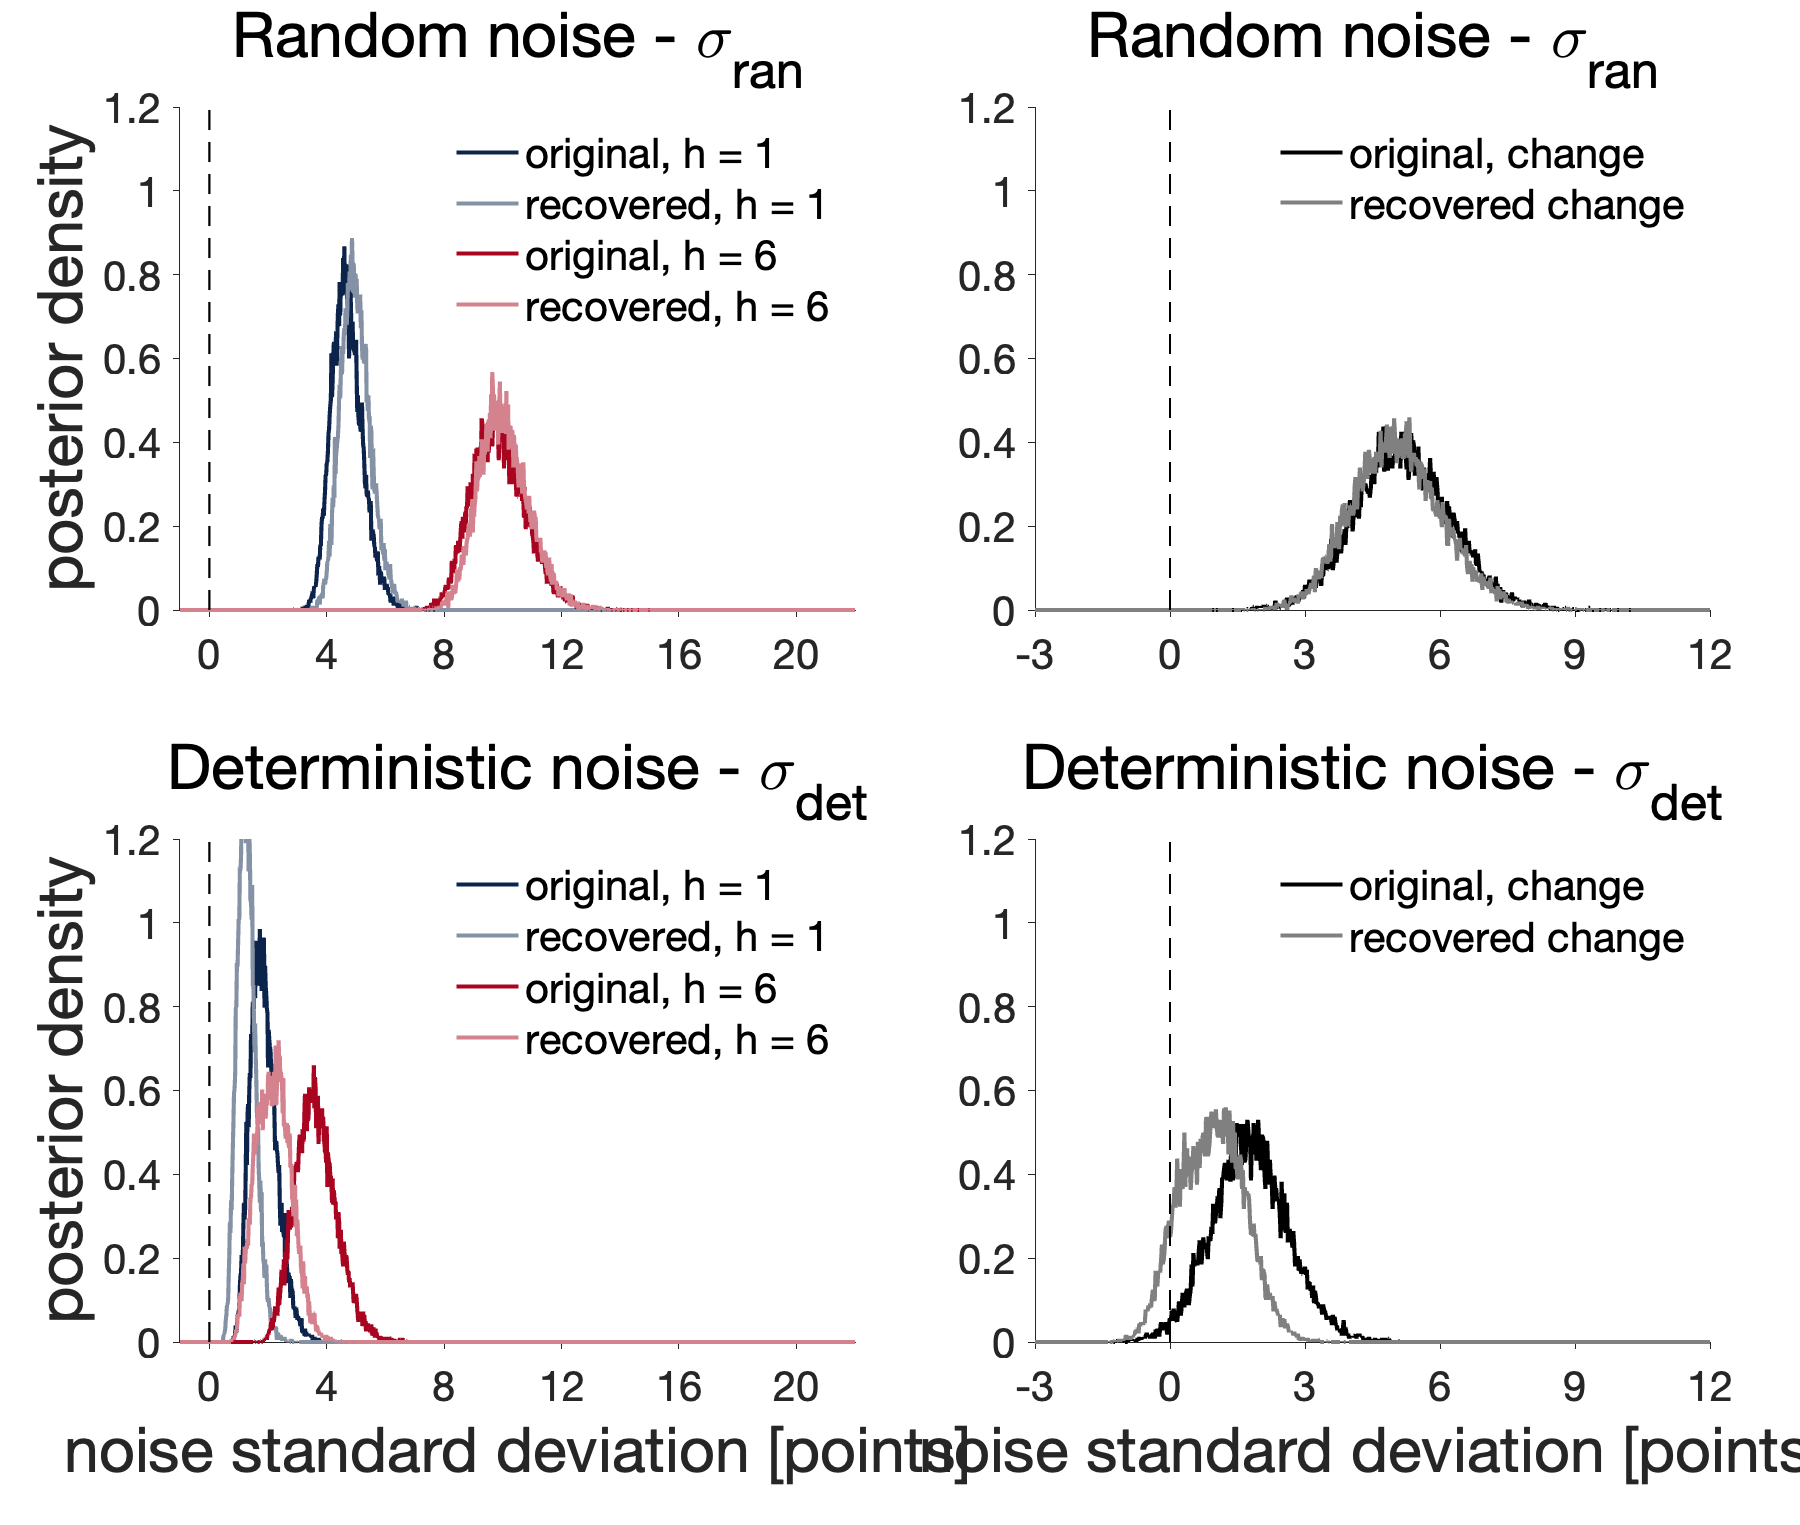 Random noise - σran
1.2
1
0.8
0.6
0.4
0.2
0
posterior density
original, h = 1
recovered, h = 1
original, h = 6
recovered, h = 6
0 4 8 12 16 20
Random noise - σran
1.2
1
0.8
0.6
0.4
0.2
0
original, change
recovered change
-3 0 3 6 9 12
Deterministic noise - σdet
1.2
1
0.8
0.6
0.4
0.2
0
posterior density
original, h = 1
recovered, h = 1
original, h = 6
recovered, h = 6
0 4 8 12 16 20
noise standard deviation [points]
Deterministic noise - σdet
1.2
1
0.8
0.6
0.4
0.2
0
original, change
recovered change
-3 0 3 6 9 12
noise standard deviation [points